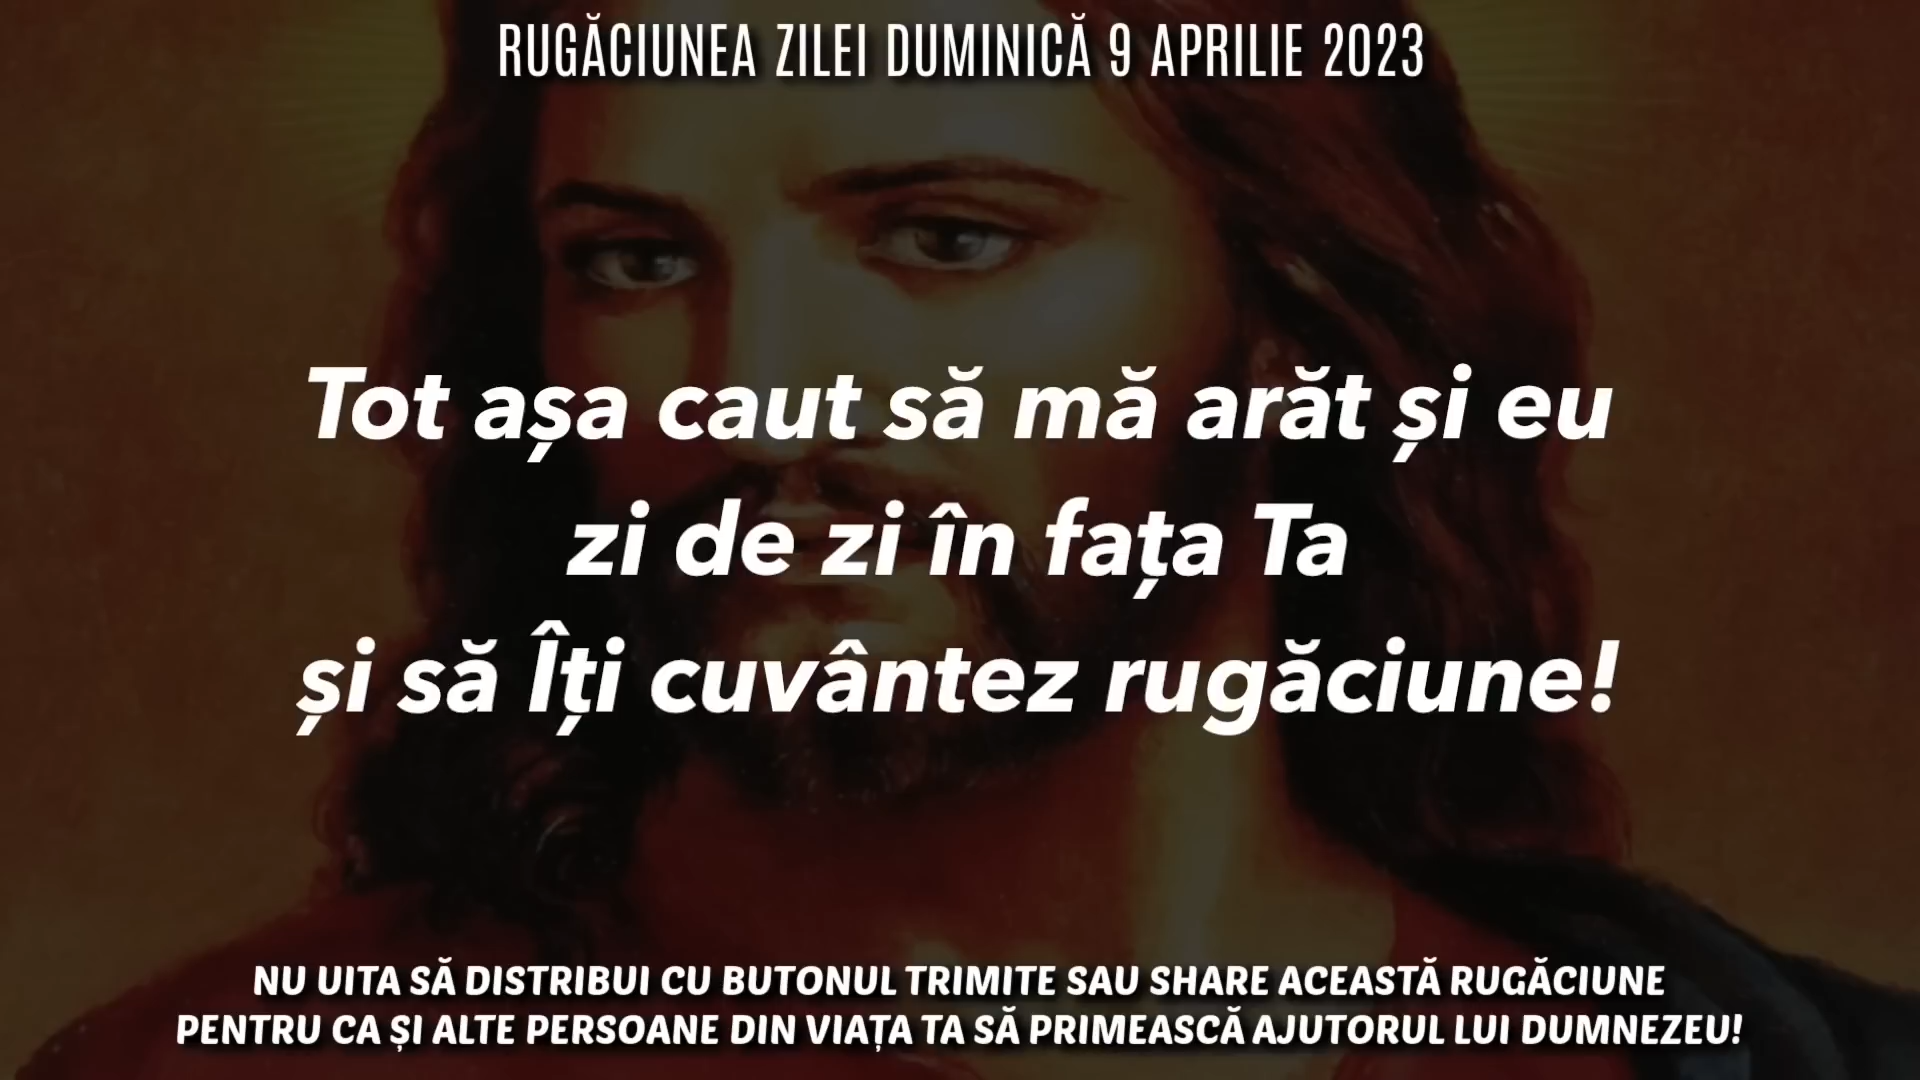 RUGĂCIUNEA ZILEI DUMINICĂ 9 APRILIE 2023
Tot așa caut să mă arăt și eu
zi de zi în fața Ta
și să Îți cuvântez rugăciune!
NU UITA SĂ DISTRIBUI CU BUTONUL TRIMITE SAU SHARE ACEASTĂ RUGĂCIUNE
PENTRU CA ȘI ALTE PERSOANE DIN VIAȚA TA SĂ PRIMEASCĂ AJUTORUL LUI DUMNEZEU!